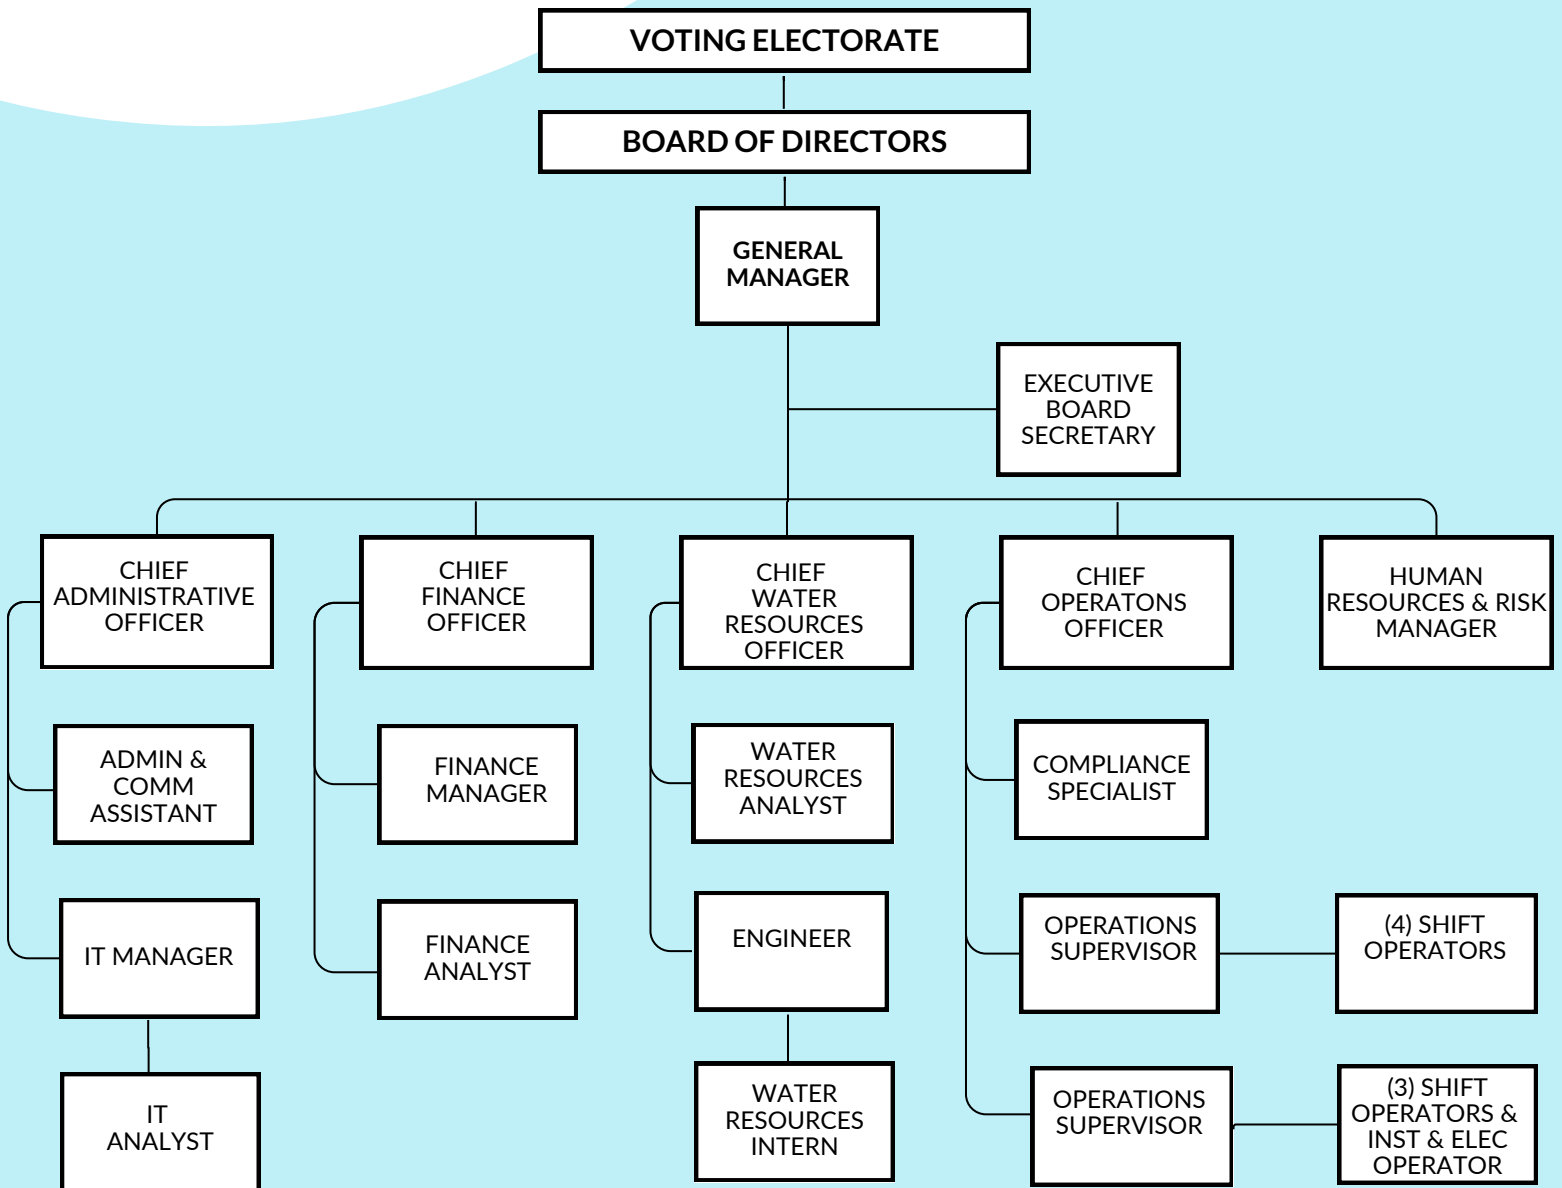 VOTING ELECTORATE
BOARD OF DIRECTORS
GENERAL
MANAGER
EXECUTIVE
BOARD
SECRETARY
CHIEF
ADMINISTRATIVE
OFFICER
CHIEF
FINANCE
OFFICER
CHIEF
WATER
RESOURCES
OFFICER
CHIEF
OPERATONS
OFFICER
HUMAN
RESOURCES & RISK
MANAGER
ADMIN &
COMM
ASSISTANT
FINANCE
MANAGER
WATER
RESOURCES
ANALYST
COMPLIANCE
SPECIALIST
IT MANAGER
FINANCE
ANALYST
ENGINEER
OPERATIONS
SUPERVISOR
(4) SHIFT
OPERATORS
IT
ANALYST
WATER
RESOURCES
INTERN
OPERATIONS
SUPERVISOR
(3) SHIFT
OPERATORS &
INST & ELEC
OPERATOR